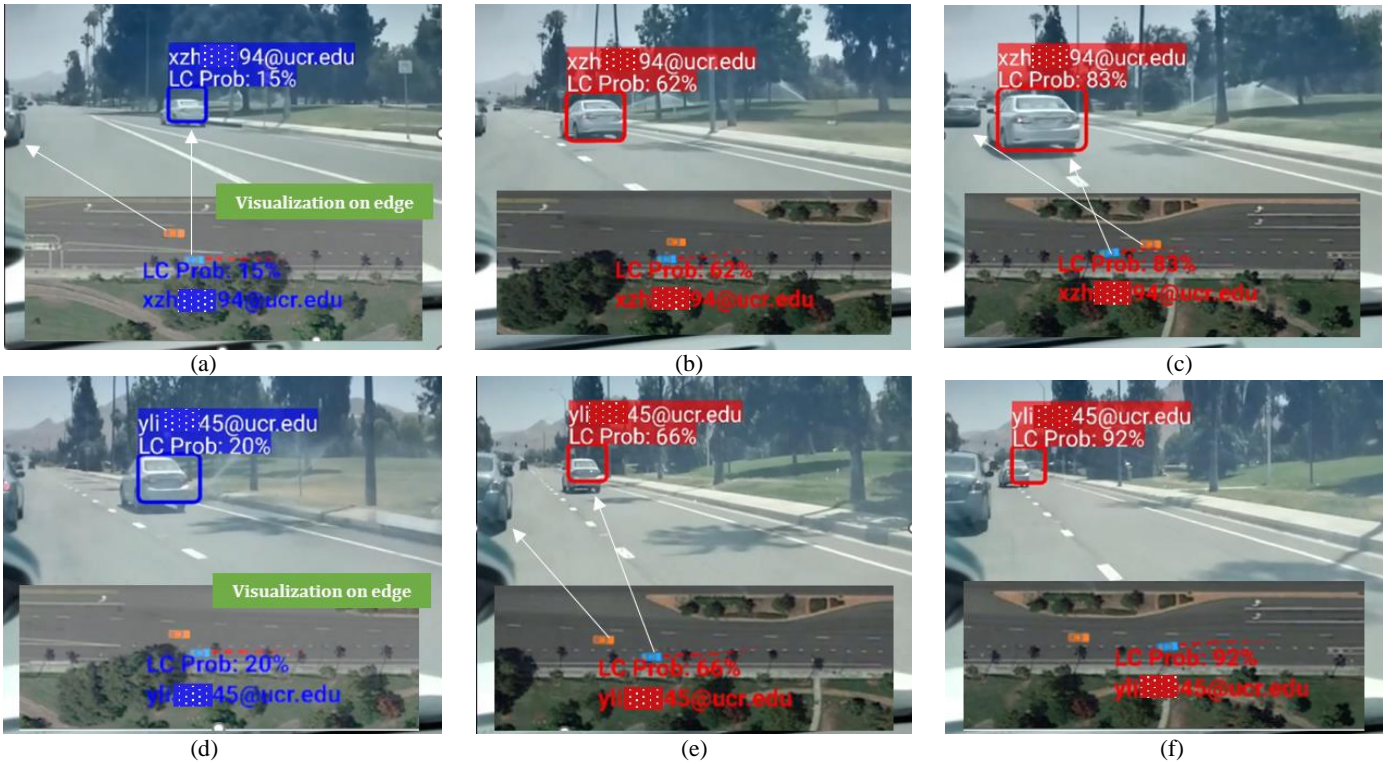 xzh 94@ucr.edu
LC Prob: 15%
Visualization on edge
LC Prob: 15%
xzh 94@ucr.edu
(a)
xzh 94@ucr.edu
LC Prob: 62%
LC Prob: 62%
xzh 94@ucr.edu
(b)
xzh 94@ucr.edu
LC Prob: 83%
LC Prob: 83%
xzh 94@ucr.edu
(c)
yli 45@ucr.edu
LC Prob: 20%
Visualization on edge
LC Prob: 20%
yli 45@ucr.edu
(d)
yli 45@ucr.edu
LC Prob: 66%
LC Prob: 66%
yli 45@ucr.edu
(e)
yli 45@ucr.edu
LC Prob: 92%
LC Prob: 92%
yli 45@ucr.edu
(f)